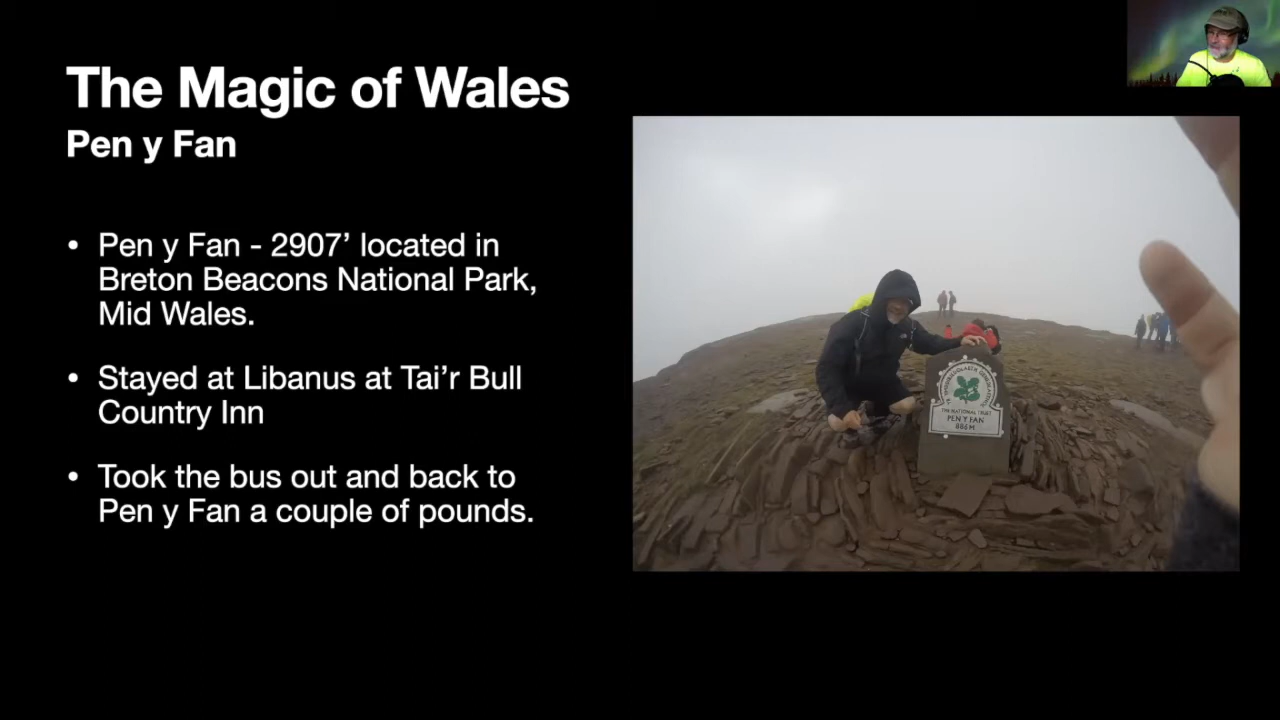 The Magic of Wales
Pen y Fan
• Pen y Fan - 2907’ located in
Breton Beacons National Park,
Mid Wales.
• Stayed at Libanus at Tai’r Bull
Country Inn
• Took the bus out and back to
Pen y Fan a couple of pounds.
THE NATIONAL TRUST
PEN Y FAN
886 M